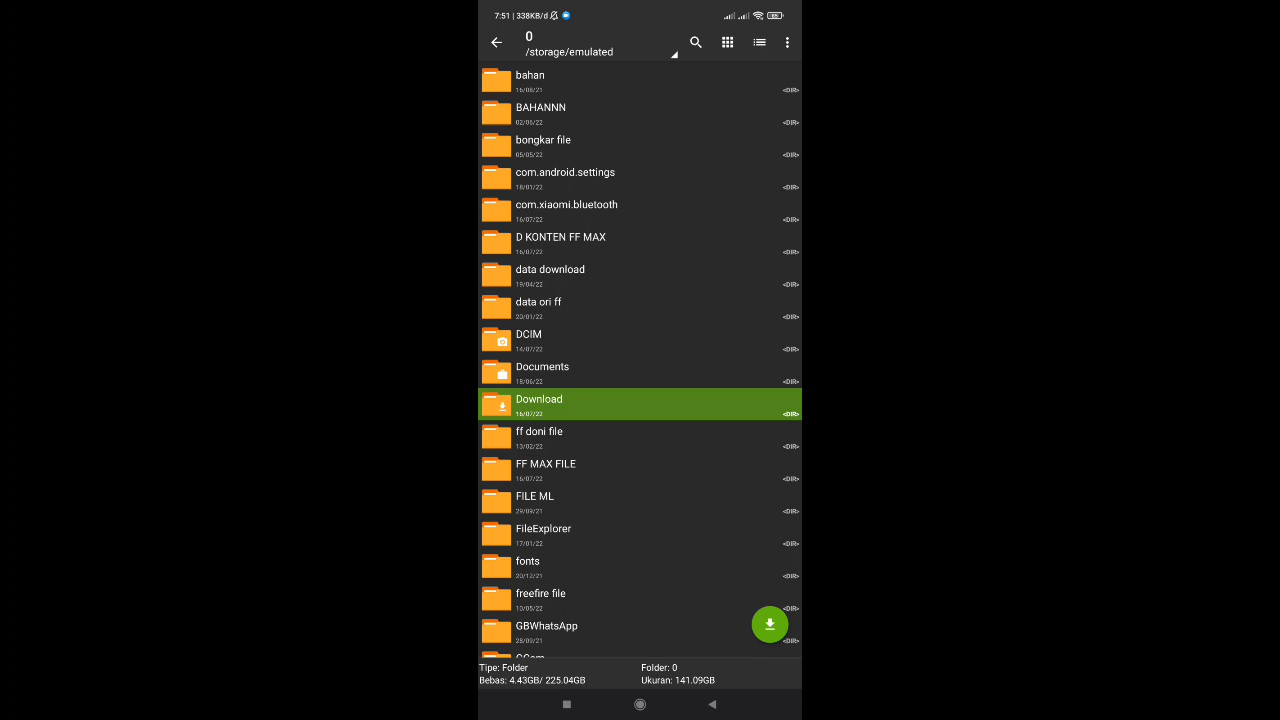 7:51 | 338KB/d
0
/storage/emulated
bahan
16/08/21 <DIR>
BAHANNN
02/06/22 <DIR>
bongkar file
05/05/22 <DIR>
com.android.settings
18/01/22 <DIR>
com.xiaomi.bluetooth
16/07/22 <DIR>
D KONTEN FF MAX
16/07/22 <DIR>
data download
19/04/22 <DIR>
data ori ff
20/01/22 <DIR>
DCIM
14/07/22 <DIR>
Documents
18/06/22 <DIR>
Download
16/07/22 <DIR>
ff doni file
13/02/22 <DIR>
FF MAX FILE
16/07/22 <DIR>
FILE ML
29/09/21 <DIR>
FileExplorer
17/01/22 <DIR>
fonts
20/12/21 <DIR>
freefire file
10/05/22 <DIR>
GBWhatsApp
28/09/21 <DIR>
Tipe: Folder Folder: 0
Bebas: 4.43GB/ 225.04GB Ukuran: 141.09GB